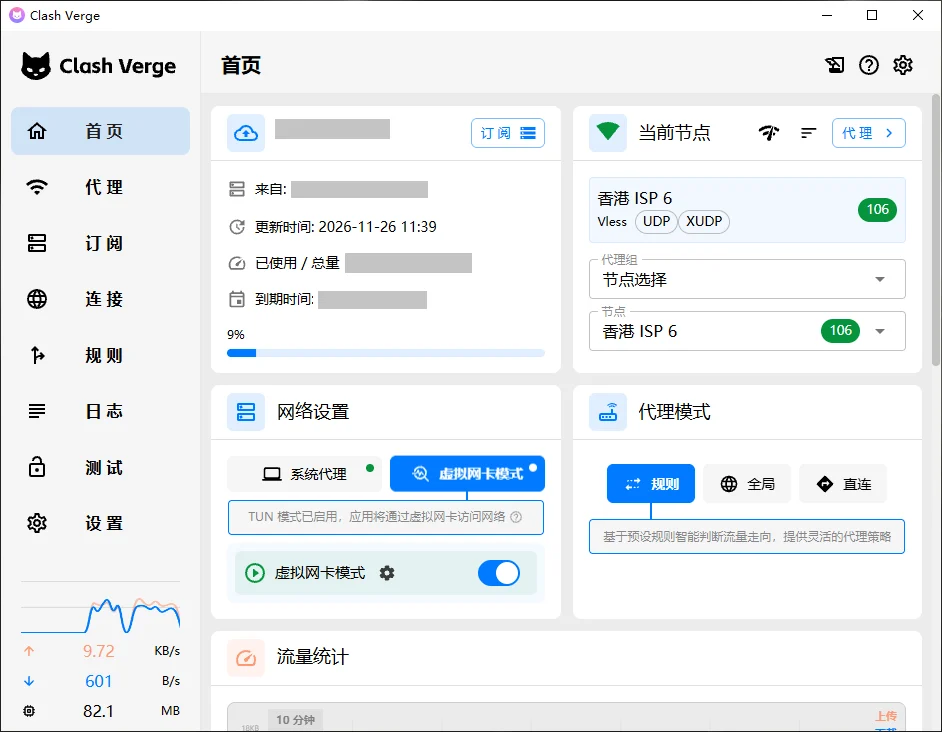 Clash Verge
Clash Verge
首页
首页
代理
订阅
连接
规则
日志
测试
设置
9.72 KB/s
601 B/s
82.1 MB
订阅
来自:
更新时间: 2026-11-26 11:39
已使用 / 总量
到期时间:
9%
当前节点
代理
香港 ISP 6
Vless UDP XUDP
106
代理组
节点选择
节点
香港 ISP 6 106
网络设置
系统代理 虚拟网卡模式
TUN 模式已启用，应用将通过虚拟网卡访问网络
虚拟网卡模式
代理模式
规则 全局 直连
基于预设规则智能判断流量走向，提供灵活的代理策略
流量统计
10 分钟
上传